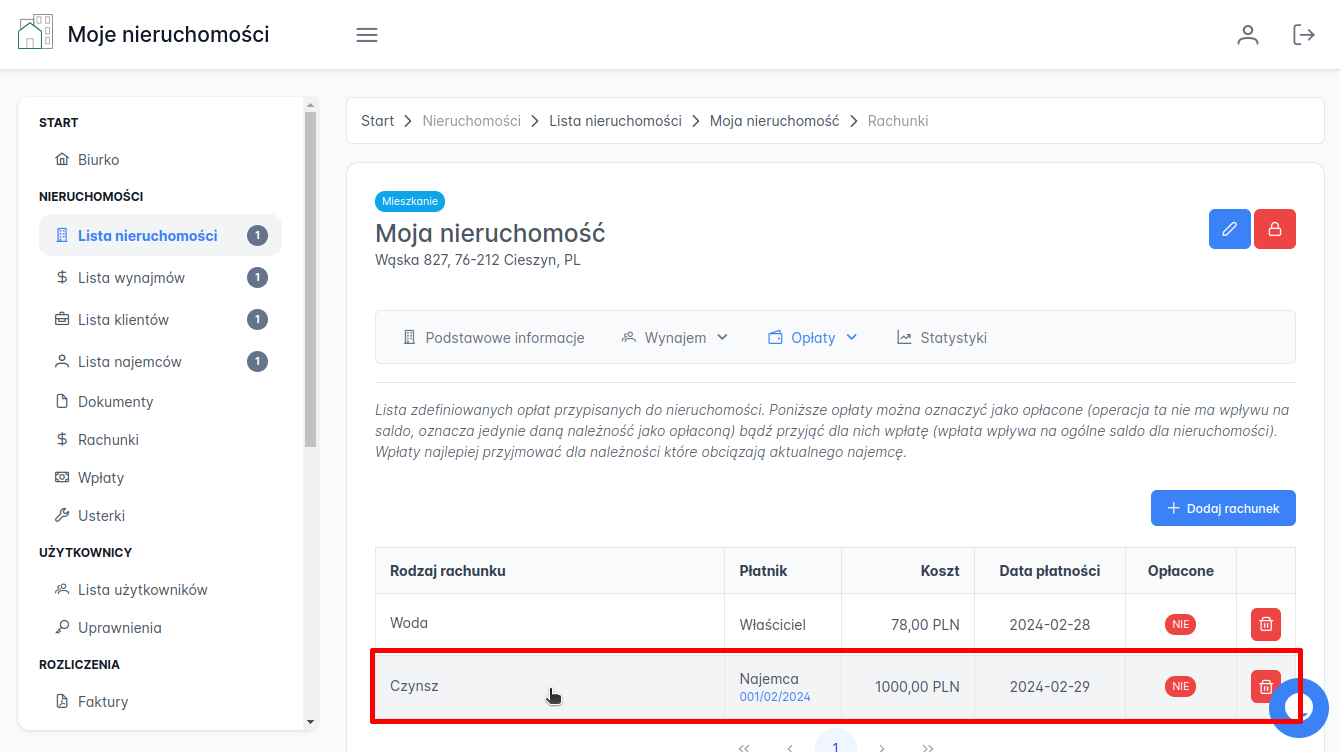 Moje nieruchomości
START
Biurko
NIERUCHOMOŚCI
Lista nieruchomości 1
Lista wynajmów 1
Lista klientów 1
Lista najemców 1
Dokumenty
Rachunki
Wpłaty
Usterki
UŻYTKOWNICY
Lista użytkowników
Uprawnienia
ROZLICZENIA
Faktury
Start > Nieruchomości > Lista nieruchomości > Moja nieruchomość > Rachunki
Mieszkanie
Moja nieruchomość
Wąska 827, 76-212 Cieszyn, PL
Podstawowe informacje Wynajem Opłaty Statystyki
Lista zdefiniowanych opłat przypisanych do nieruchomości. Poniższe opłaty można oznaczyć jako opłacone (operacja ta nie ma wpływu na
saldo, oznacza jedynie daną należność jako opłaconą) bądź przyjąć dla nich wpłatę (wpłata wpływa na ogólne saldo dla nieruchomości).
Wpłaty najlepiej przyjmować dla należności które obciązają aktualnego najemcę.
+ Dodaj rachunek
Rodzaj rachunku Płatnik Koszt Data płatności Opłacone
Woda Właściciel 78,00 PLN 2024-02-28 NIE
Czynsz Najemca 1000,00 PLN 2024-02-29 NIE
001/02/2024
« ‹ 1 › »